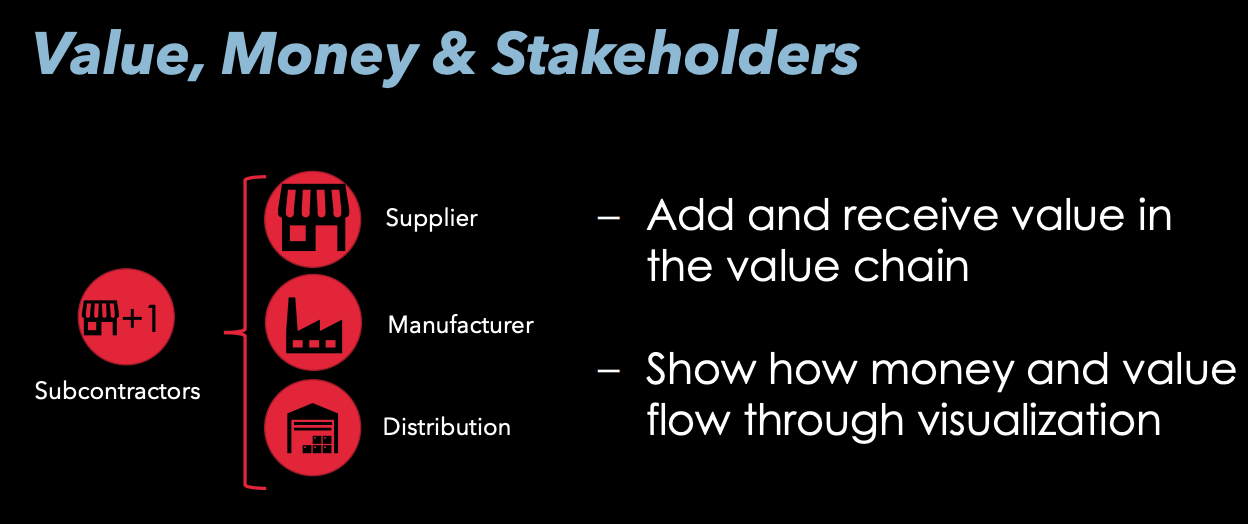 Value, Money & Stakeholders
+1
Subcontractors
Supplier
Manufacturer
Distribution
– Add and receive value in
the value chain
– Show how money and value
flow through visualization